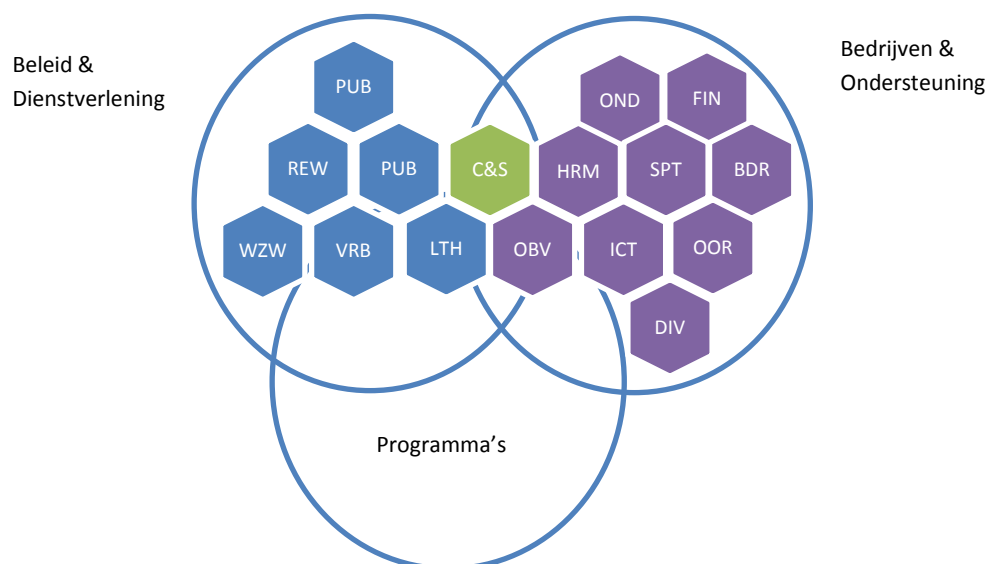 Beleid &
Dienstverlening
Bedrijven &
Ondersteuning
PUB
OND
FIN
REW
PUB
C&S
HRM
SPT
BDR
WZW
VRB
LTH
OBV
ICT
OOR
DIV
Programma's